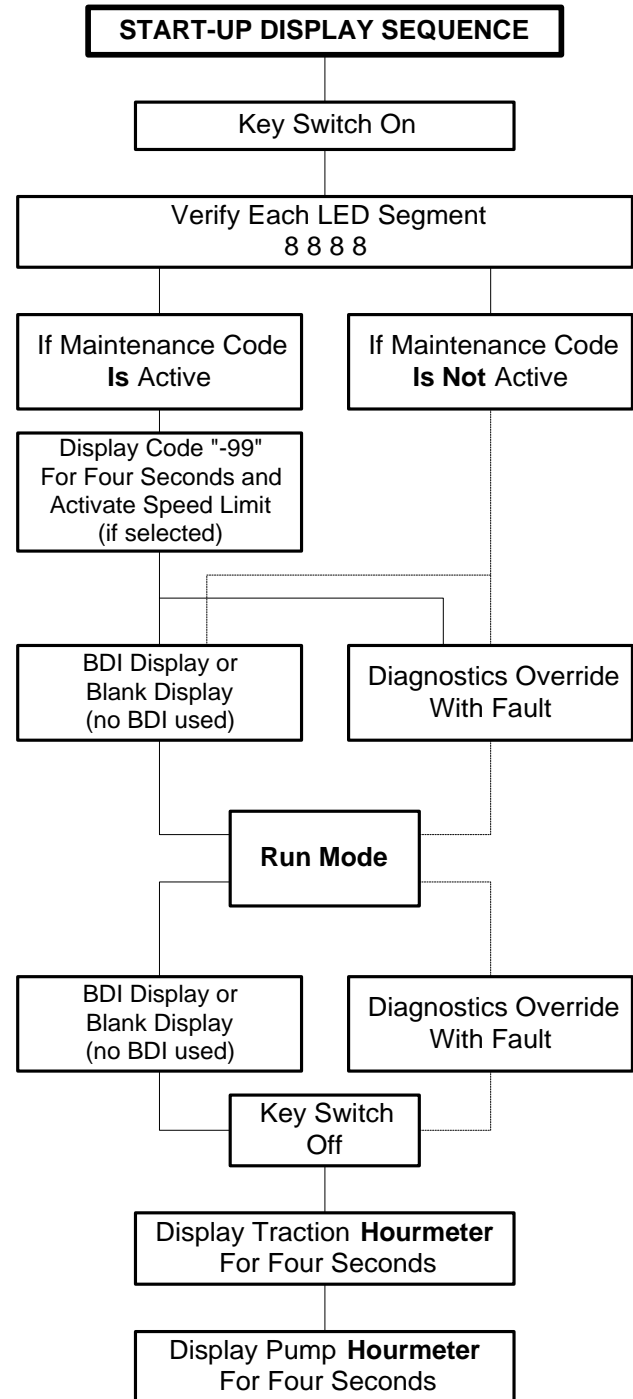 START-UP DISPLAY SEQUENCE
Key Switch On
Verify Each LED Segment
8 8 8 8
If Maintenance Code
Is Active
If Maintenance Code
Is Not Active
Display Code "-99"
For Four Seconds and
Activate Speed Limit
(if selected)
BDI Display or
Blank Display
(no BDI used)
Diagnostics Override
With Fault
Run Mode
BDI Display or
Blank Display
(no BDI used)
Diagnostics Override
With Fault
Key Switch
Off
Display Traction Hourmeter
For Four Seconds
Display Pump Hourmeter
For Four Seconds